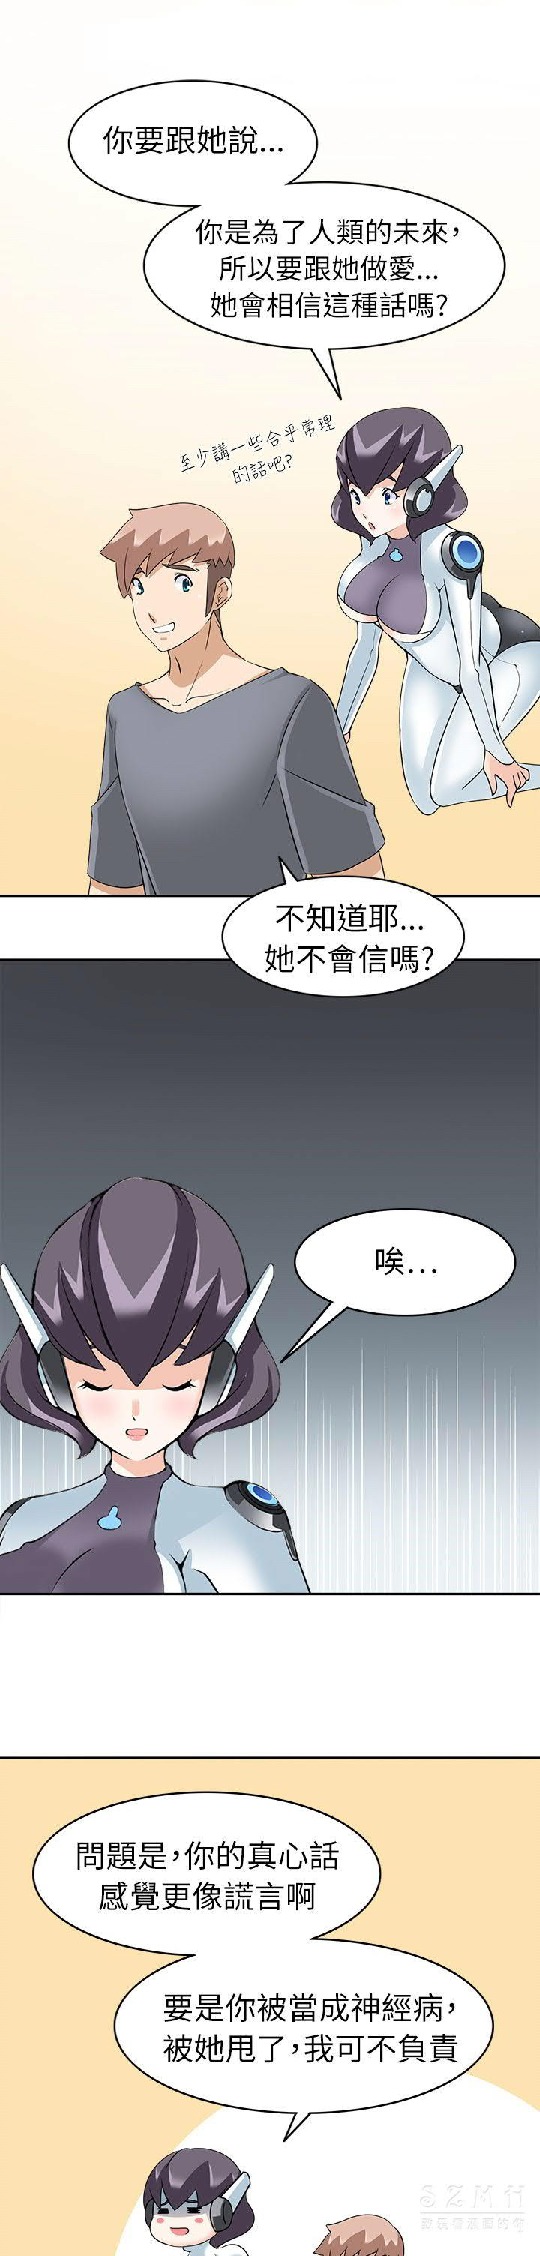 你要跟她說...
你是為了人類的未來,
所以要跟她做愛...
她會相信這種話嗎?
至少講一些合乎常理
的話吧?
不知道耶...
她不會信嗎?
唉...
問題是,你的真心話
感覺更像謊言啊
要是你被當成神經病,
被她甩了,我可不負責
SZMH